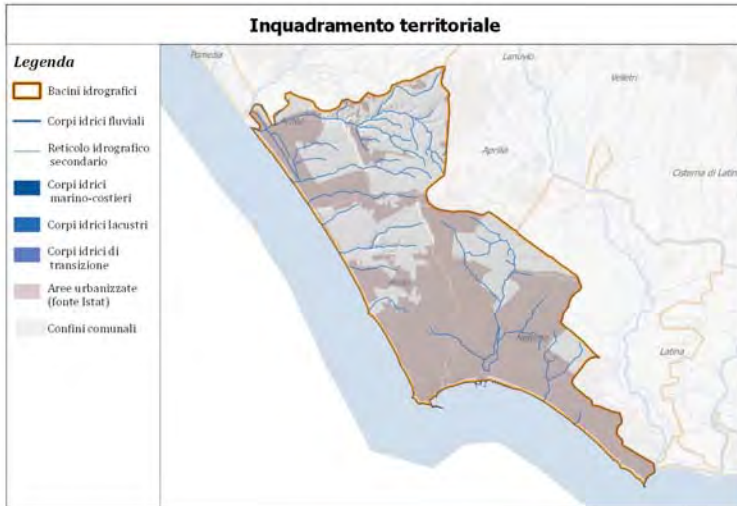 Inquadramento territoriale
Legenda
Bacini idrografici
Corpi idrici fluviali
Reticolo idrografico
secondario
Corpi idrici
marino-costieri
Corpi idrici lacustri
Corpi idrici di
transizione
Aree urbanizzate
(fonte Istat)
Confini comunali
Pomezia
Lanuvio
Velletri
Aprilia
Cisterna di Latina
Latina